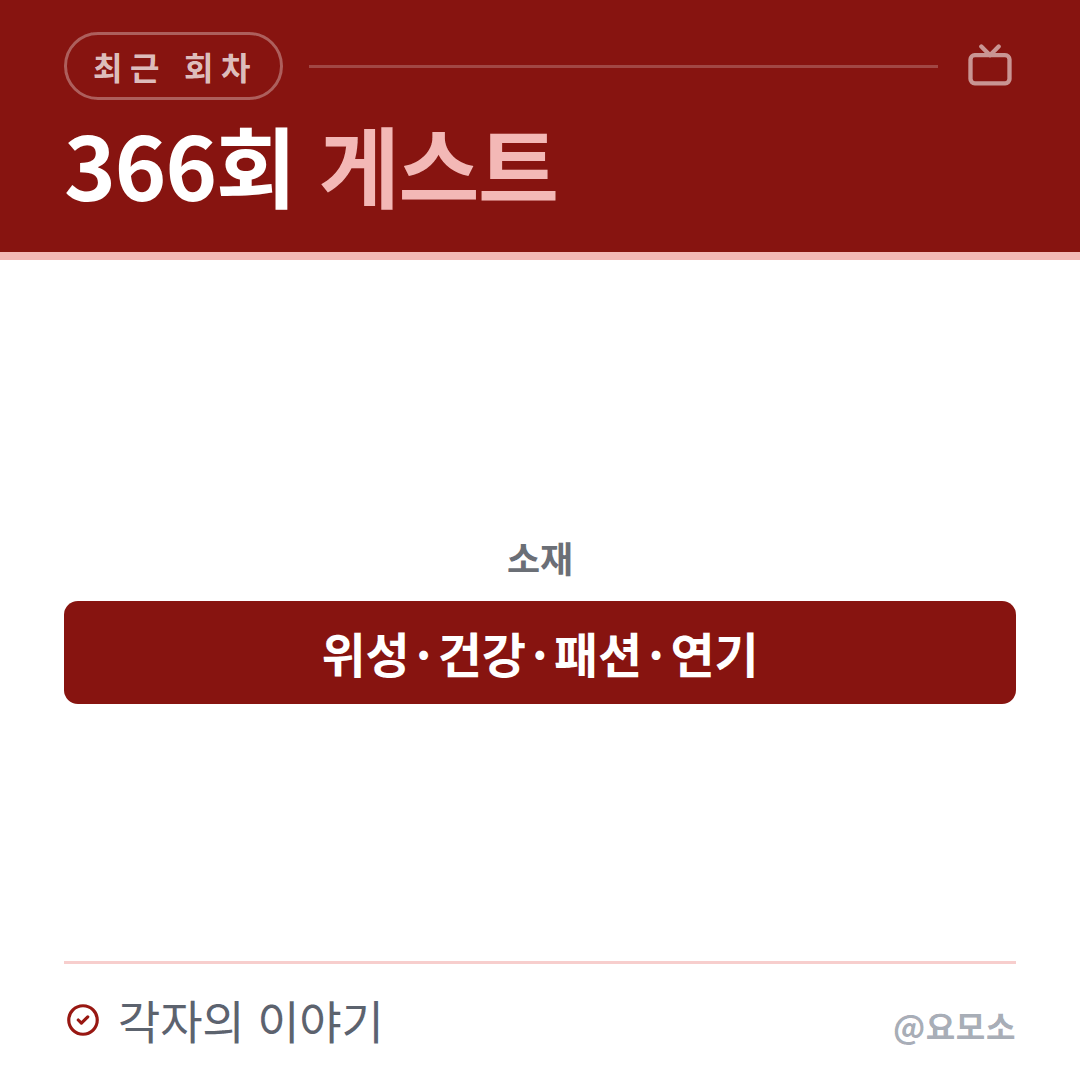 최근 회차
366회 게스트
소재
위성·건강·패션·연기
각자의 이야기
@요모소